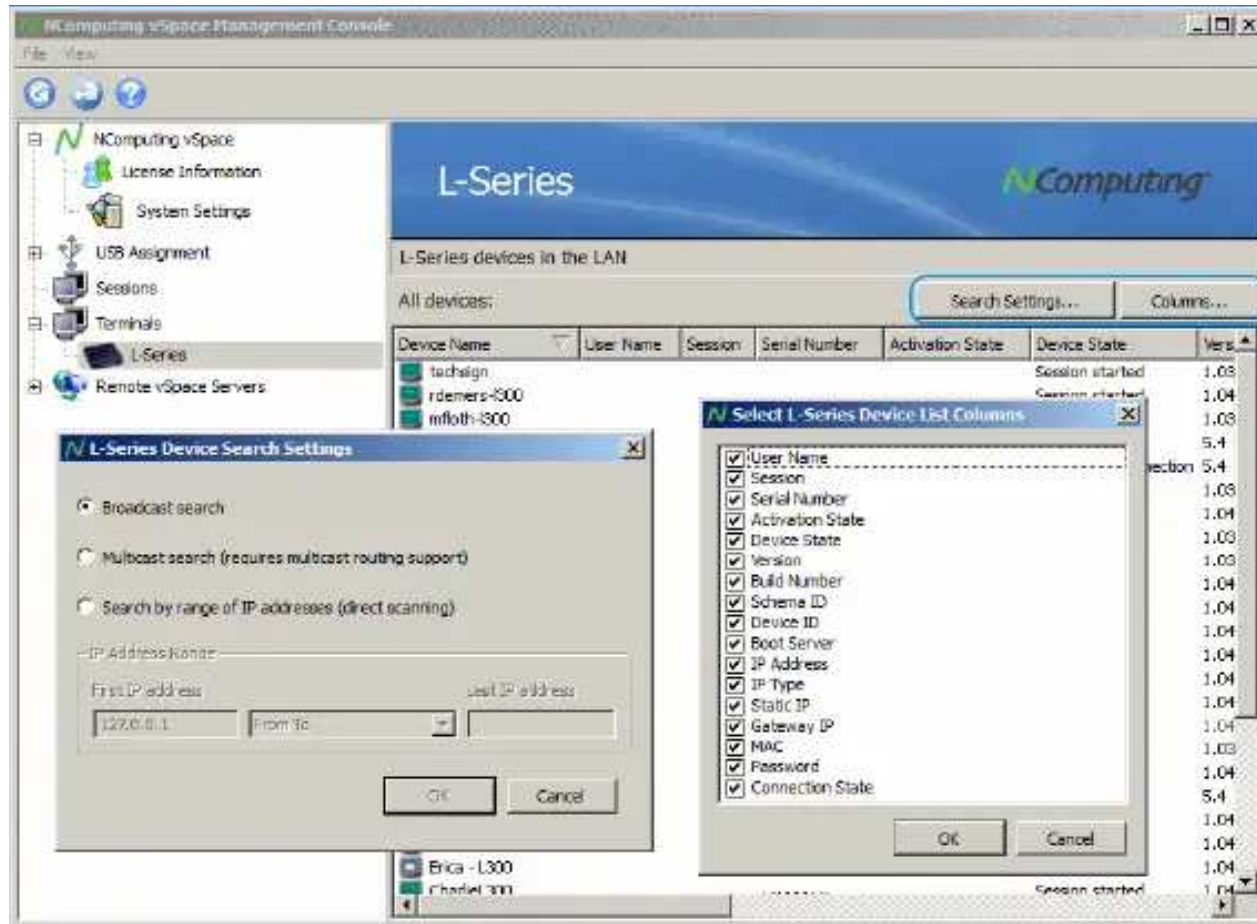 NComputing vSpace Management Console
File View
NComputing vSpace
License Information
System Settings
USB Assignment
Sessions
Terminals
L-Series
Remote vSpace Servers
L-Series
NComputing
L-Series devices in the LAN
All devices:
Search Settings... Columns...
Device Name User Name Session Serial Number Activation State Device State Vers
techsign Session started 1.03
rdemers-l300 Session started 1.04
mfloth-l300 1.03
5.4
nection 5.4
1.03
1.04
1.03
1.03
1.04
1.04
1.04
1.04
1.04
1.04
1.04
1.03
1.04
5.4
1.04
1.04
Erica - L300 1.04
Session started 1.04
L-Series Device Search Settings
Broadcast search
Multicast search (requires multicast routing support)
Search by range of IP addresses (direct scanning)
IP Address Range
First IP address Last IP address
127.0.0.1 From To
OK Cancel
Select L-Series Device List Columns
User Name
Session
Serial Number
Activation State
Device State
Version
Build Number
Schema ID
Device ID
Boot Server
IP Address
IP Type
Static IP
Gateway IP
MAC
Password
Connection State
OK Cancel